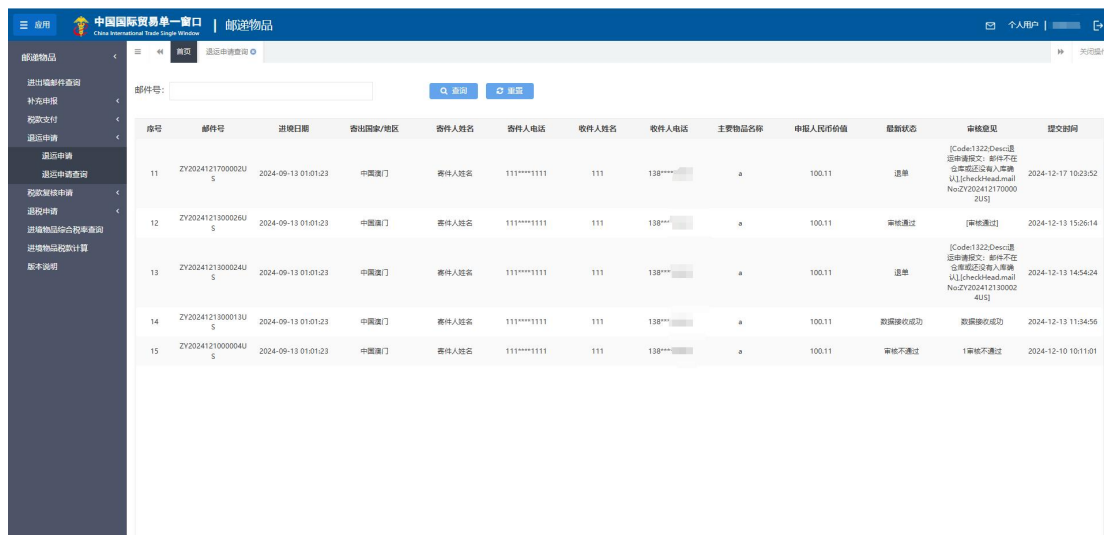 应用
中国国际贸易单一窗口 | 邮递物品
China International Trade Single Window
个人用户 |
邮递物品
首页 退运申请查询
关闭操作
进出境邮件查询
补充申报
税款支付
退运申请
退运申请
退运申请查询
税款复核申请
退税申请
进境物品综合税率查询
进境物品税款计算
版本说明
邮件号：
查询 重置
序号 邮件号 进境日期 寄出国家/地区 寄件人姓名 寄件人电话 收件人姓名 收件人电话 主要物品名称 申报人民币价值 最新状态 审核意见 提交时间
11 ZY2024121700002U
S 2024-09-13 01:01:23 中国澳门 寄件人姓名 111****1111 111 138**** a 100.11 退单
[Code:1322;Desc:退
运申请报文：邮件不在
仓库或还没有入库确
认],[checkHead.mail
No:ZY202412170000
2US]
2024-12-17 10:23:52
12 ZY2024121300026U
S 2024-09-13 01:01:23 中国澳门 寄件人姓名 111****1111 111 138*** a 100.11 审核通过 [审核通过] 2024-12-13 15:26:14
13 ZY2024121300024U
S 2024-09-13 01:01:23 中国澳门 寄件人姓名 111****1111 111 138*** a 100.11 退单
[Code:1322;Desc:退
运申请报文：邮件不在
仓库或还没有入库确
认],[checkHead.mail
No:ZY202412130002
4US]
2024-12-13 14:54:24
14 ZY2024121300013U
S 2024-09-13 01:01:23 中国澳门 寄件人姓名 111****1111 111 138*** a 100.11 数据接收成功 数据接收成功 2024-12-13 11:34:56
15 ZY2024121000004U
S 2024-09-13 01:01:23 中国澳门 寄件人姓名 111****1111 111 138*** a 100.11 审核不通过 1审核不通过 2024-12-10 10:11:01